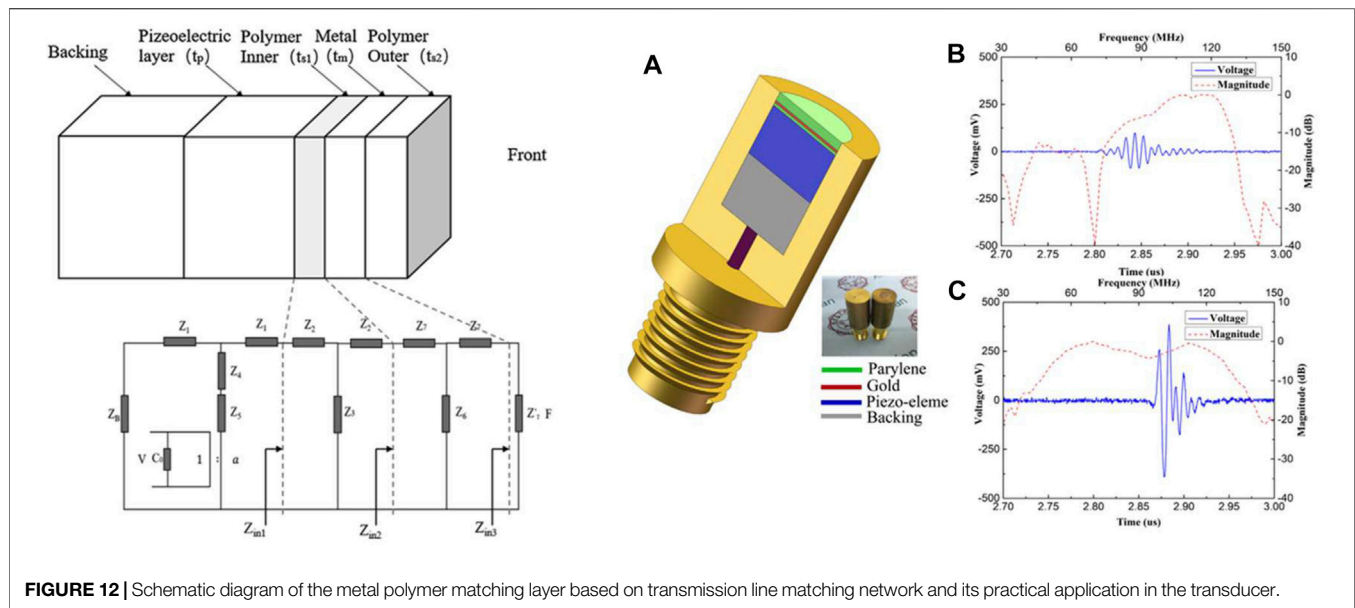 Pizeoelectric Polymer Metal Polymer
Backing layer (tp) Inner (ts1) (tm) Outer (ts2)
Front
Z1 Z1 Z2 Z2 Z7 Z7
Z4
ZB Z5 Z3 Z6 Z'7 F
V C0 1 : a
Zin1 Zin2 Zin3
A
Parylene
Gold
Piezo-eleme
Backing
B
Frequency (MHz)
30 60 90 120 150
Voltage
Magnitude
Voltage (mV)
500
250
0
-250
-500
Magnitude (dB)
10
0
-10
-20
-30
-40
2.70 2.75 2.80 2.85 2.90 2.95 3.00
Time (us)
C
Frequency (MHz)
30 60 90 120 150
Voltage
Magnitude
Voltage (mV)
500
250
0
-250
-500
Magnitude (dB)
10
0
-10
-20
-30
-40
2.70 2.75 2.80 2.85 2.90 2.95 3.00
Time (us)
FIGURE 12 | Schematic diagram of the metal polymer matching layer based on transmission line matching network and its practical application in the transducer.